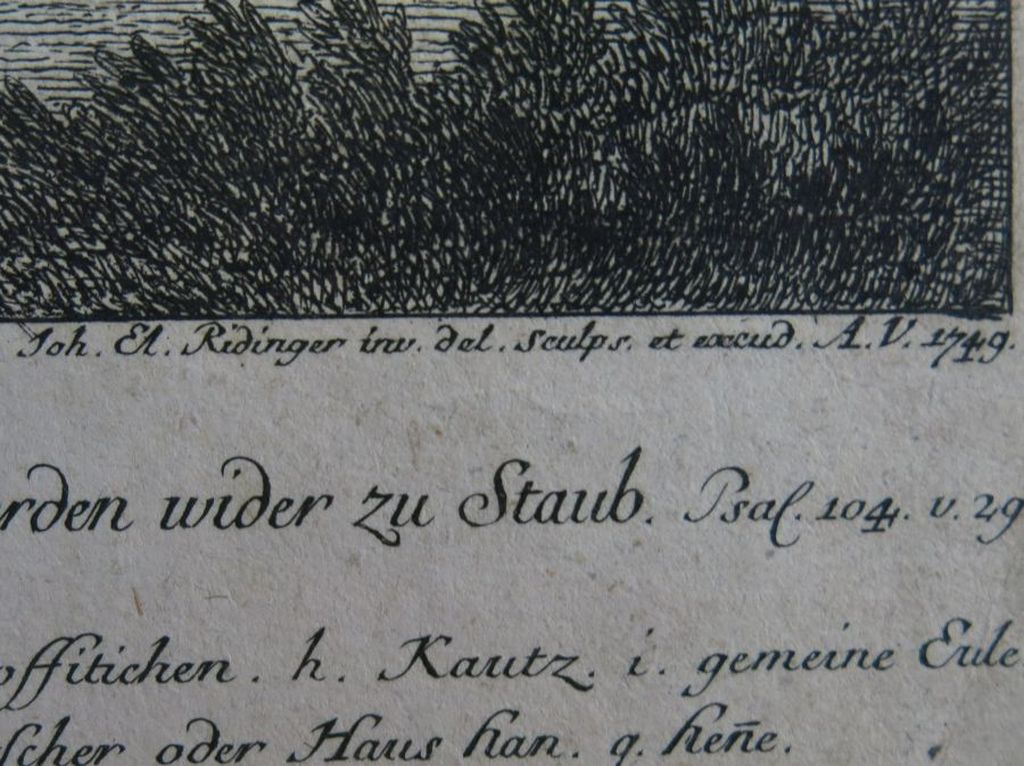 Joh. El. Ridinger inv. del. sculps. et excud. A. V. 1749.
rden wider zu Staub. Psal. 104. v. 29
ffitichen. h. Kautz. i. gemeine Eule
scher oder Haus han. q. hen̄e.